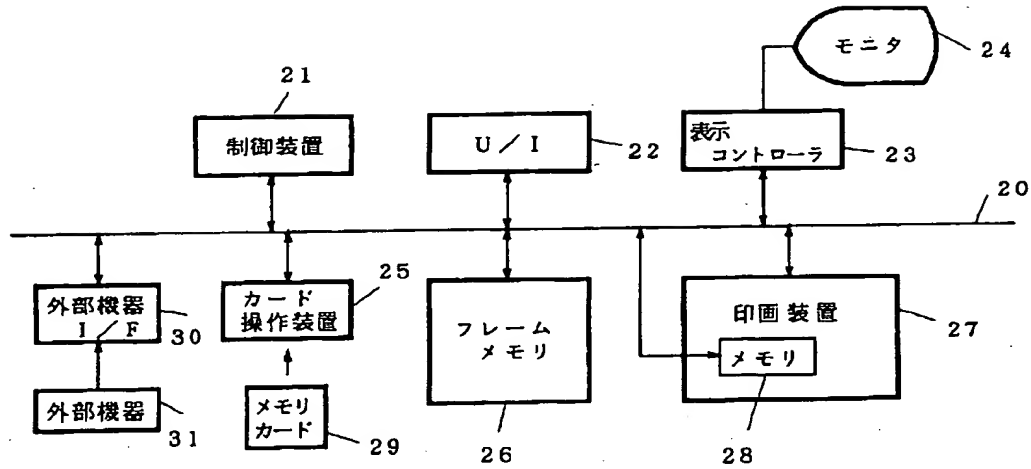 モニタ
24
21
制御装置
U／I
22
表示
コントローラ
23
20
外部機器
I／F
30
カード
操作装置
25
フレーム
メモリ
26
印画装置
メモリ
27
28
外部機器
31
メモリ
カード
29